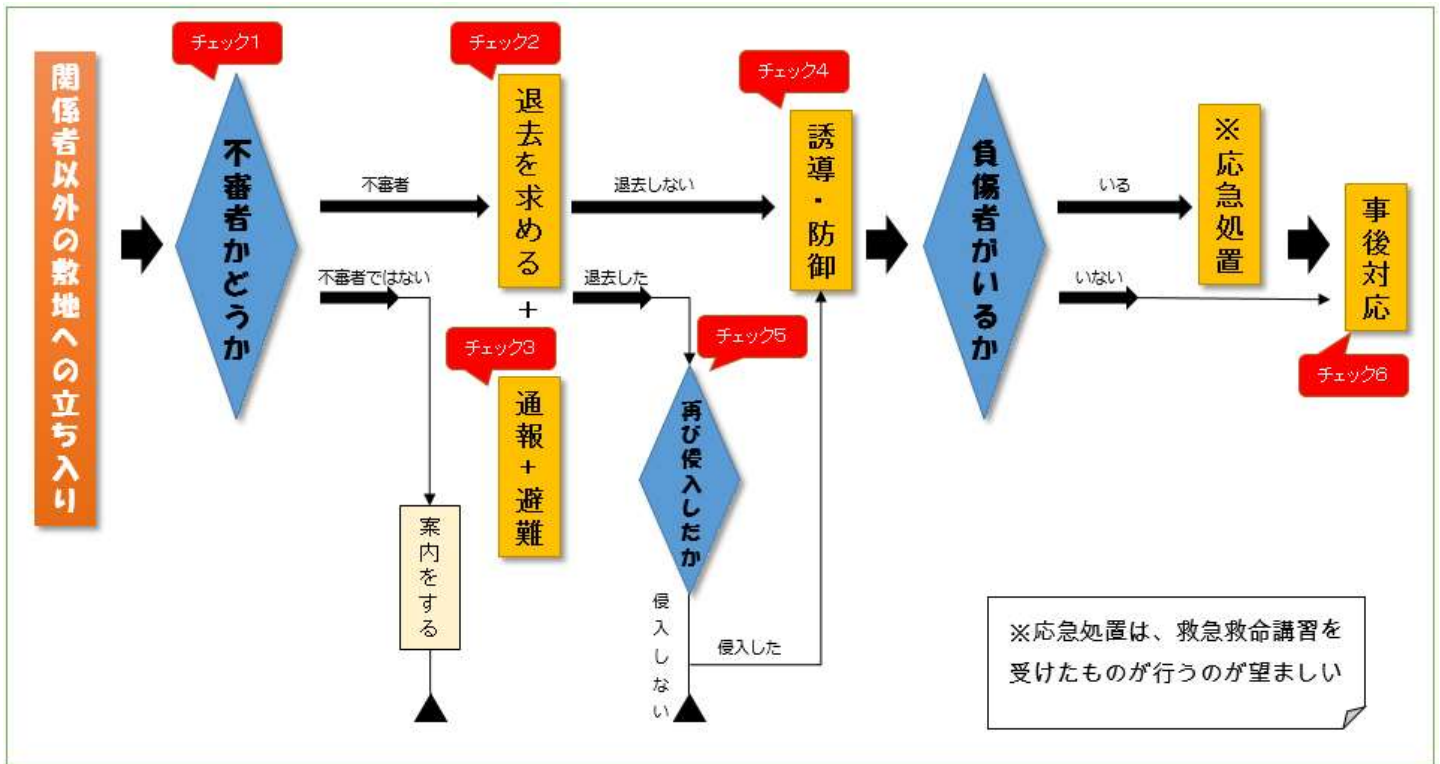 関係者以外の敷地への立ち入り
チェック1
不審者かどうか
不審者
不審者ではない
案内をする
チェック2
退去を求める
+
チェック3
通報+避難
退去しない
退去した
チェック5
再び侵入したか
侵入しない
侵入した
チェック4
誘導・防御
負傷者がいるか
いる
いない
※応急処置
事後対応
チェック6
※応急処置は、救急救命講習を
受けたものが行うのが望ましい